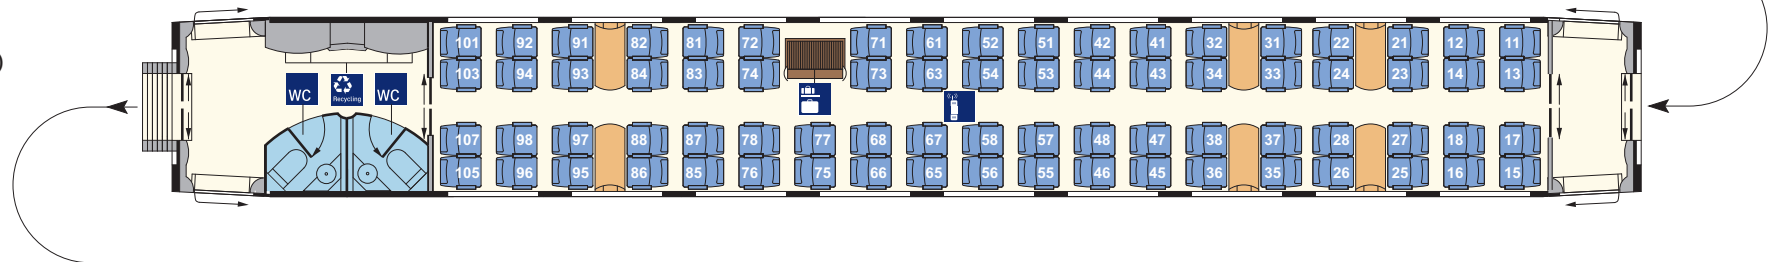 101 92 91 82 81 72 71 61 52 51 42 41 32 31 22 21 12 11
103 94 93 84 83 74 73 63 54 53 44 43 34 33 24 23 14 13
WC Recycling WC
107 98 97 88 87 78 77 68 67 58 57 48 47 38 37 28 27 18 17
105 96 95 86 85 76 75 66 65 56 55 46 45 36 35 26 25 16 15